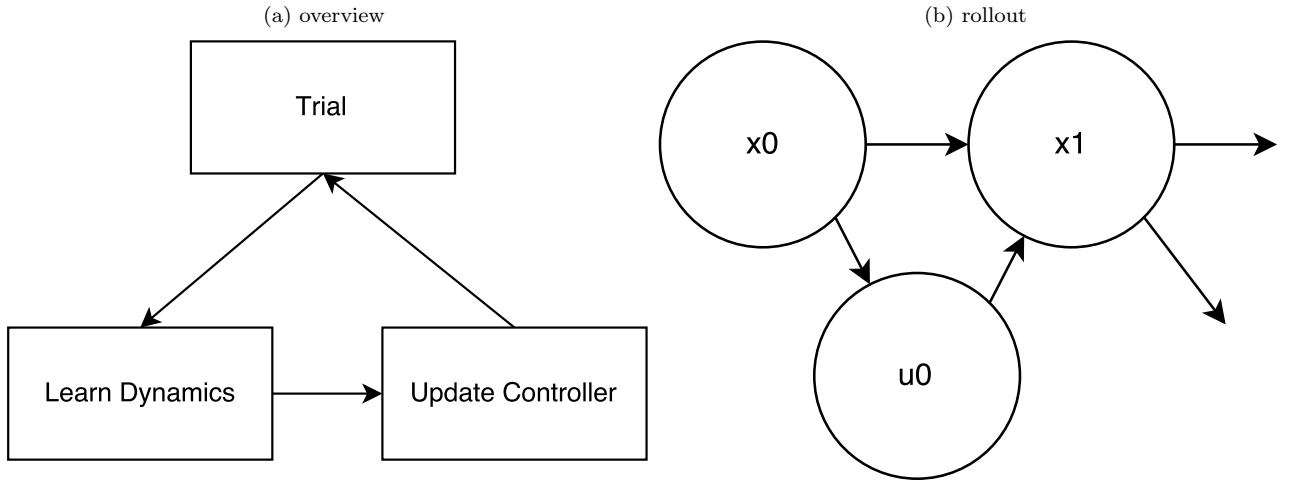 (a) overview
Trial
Learn Dynamics
Update Controller
(b) rollout
x0
x1
u0